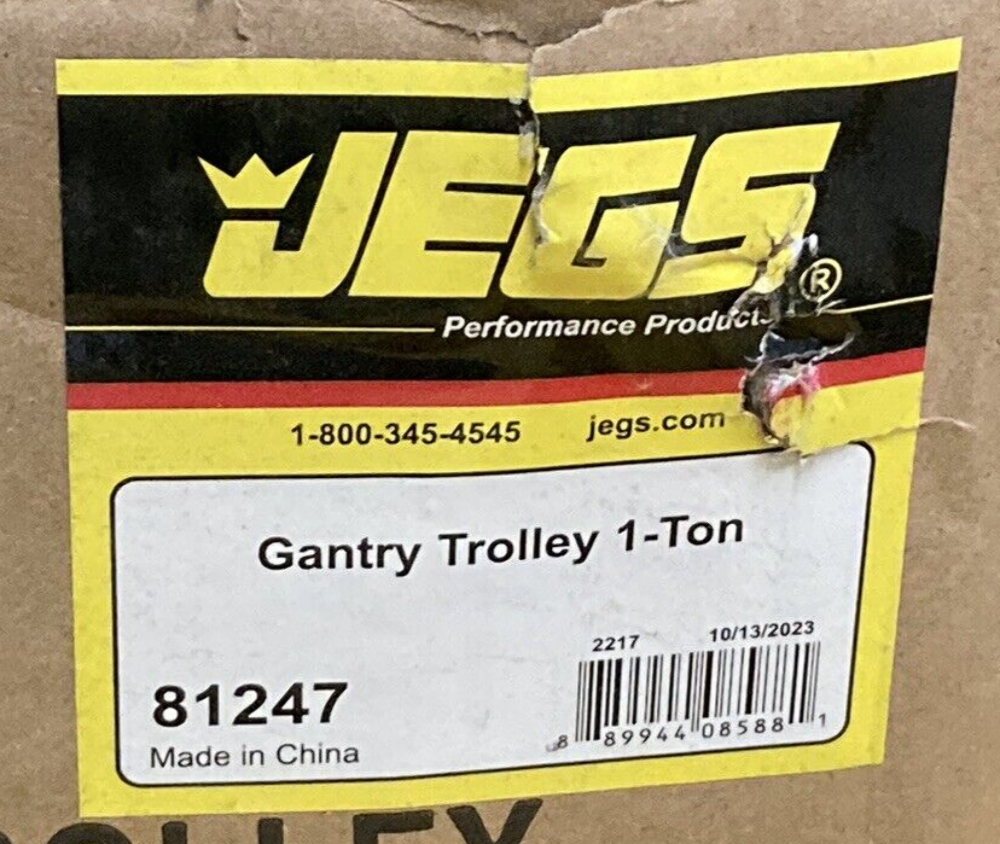 JEGS®
Performance Products
1-800-345-4545 jegs.com
Gantry Trolley 1-Ton
2217 10/13/2023
81247
8 89944 08588 1
Made in China